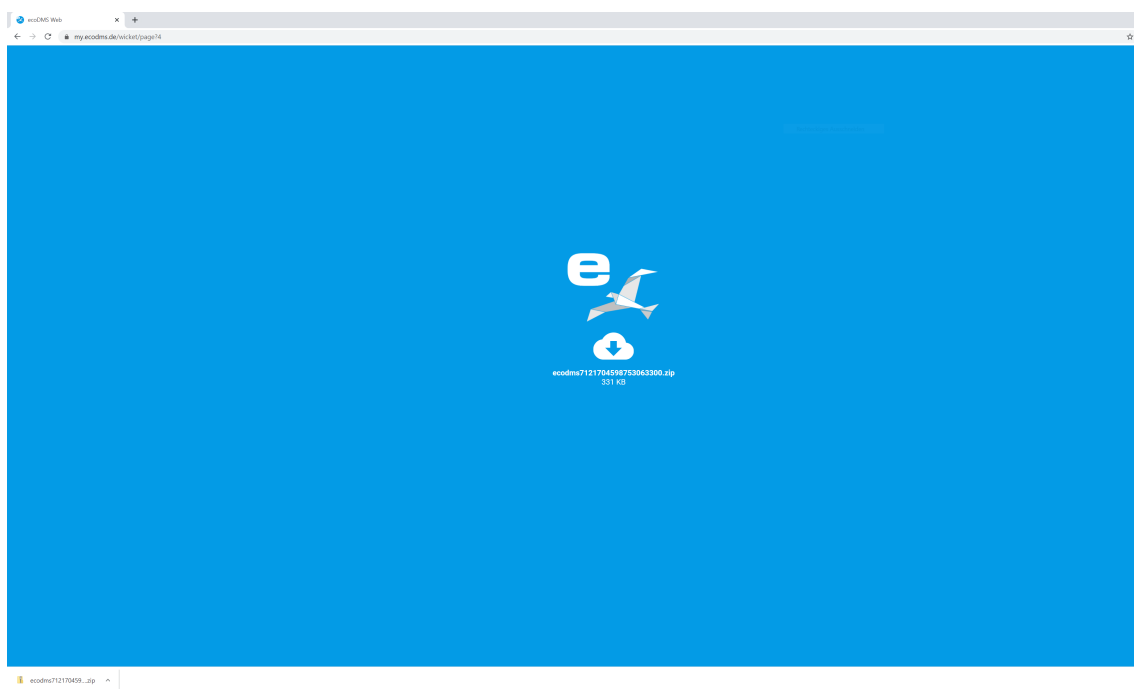 ecoDMS Web
my.ecodms.de/wicket/page?4
e
ecodms7121704598753063300.zip
331 KB
ecodms712170459....zip